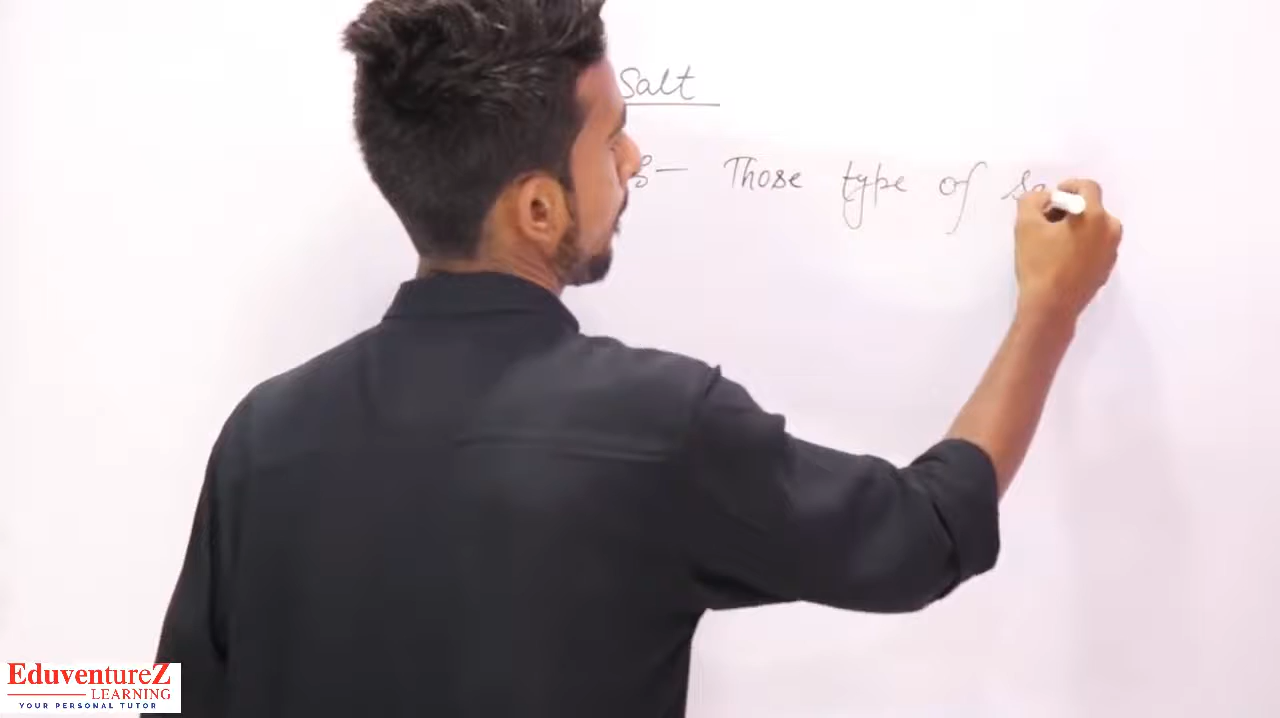 Salt
Those type of
EduventureZ
LEARNING
YOUR PERSONAL TUTOR